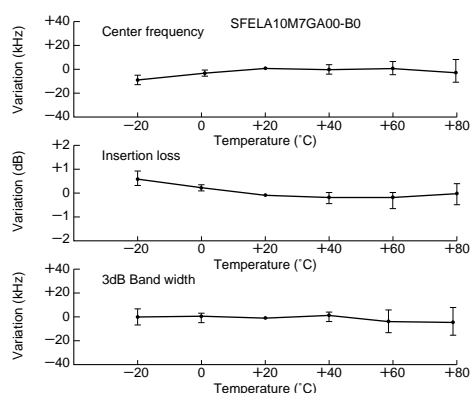 SFELA10M7GA00-B0
Center frequency
Variation (kHz)
+40
+20
0
−20
−40
−20 0 +20 +40 +60 +80
Temperature (˚C)
Insertion loss
Variation (dB)
+2
+1
0
−1
−2
−20 0 +20 +40 +60 +80
Temperature (˚C)
3dB Band width
Variation (kHz)
+40
+20
0
−20
−40
−20 0 +20 +40 +60 +80
Temperature (˚C)